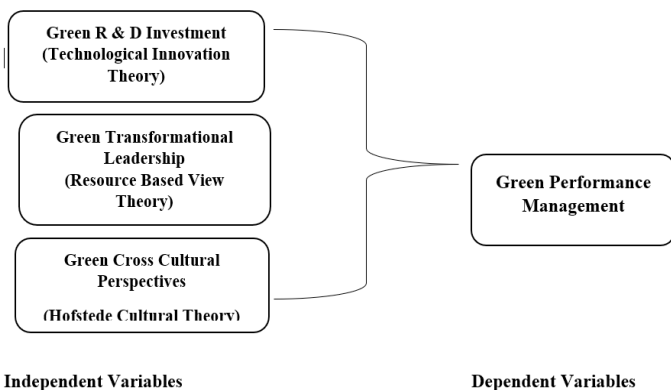 Green R & D Investment
(Technological Innovation
Theory)
Green Transformational
Leadership
(Resource Based View
Theory)
Green Cross Cultural
Perspectives
(Hofstede Cultural Theory)
Green Performance
Management
Independent Variables
Dependent Variables